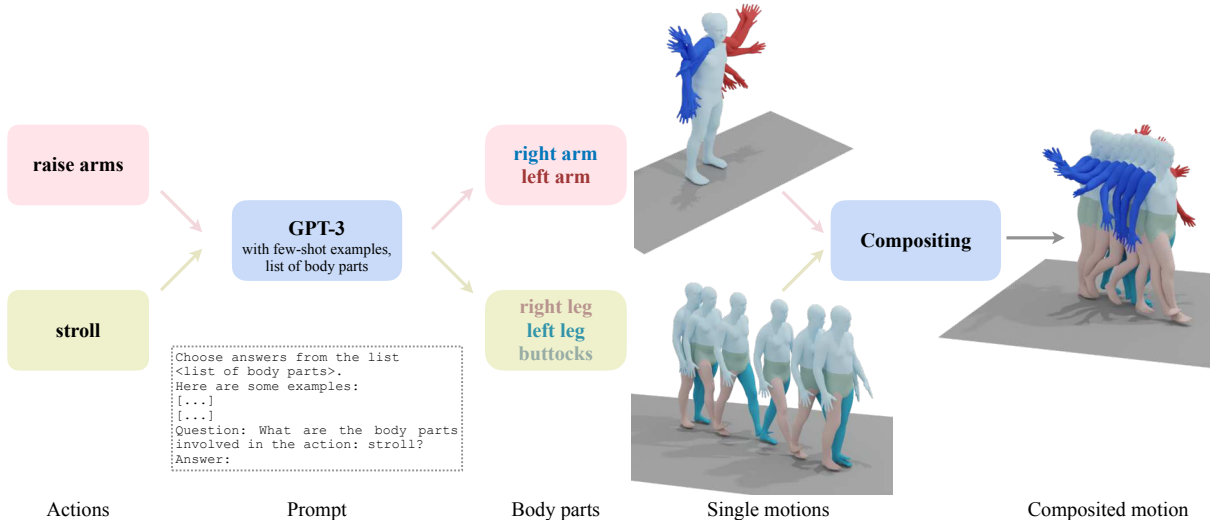 raise arms
stroll
GPT-3
with few-shot examples,
list of body parts
Choose answers from the list
<list of body parts>.
Here are some examples:
[...]
[...]
Question: What are the body parts
involved in the action: stroll?
Answer:
right arm
left arm
right leg
left leg
buttocks
Compositing
Actions
Prompt
Body parts
Single motions
Composited motion